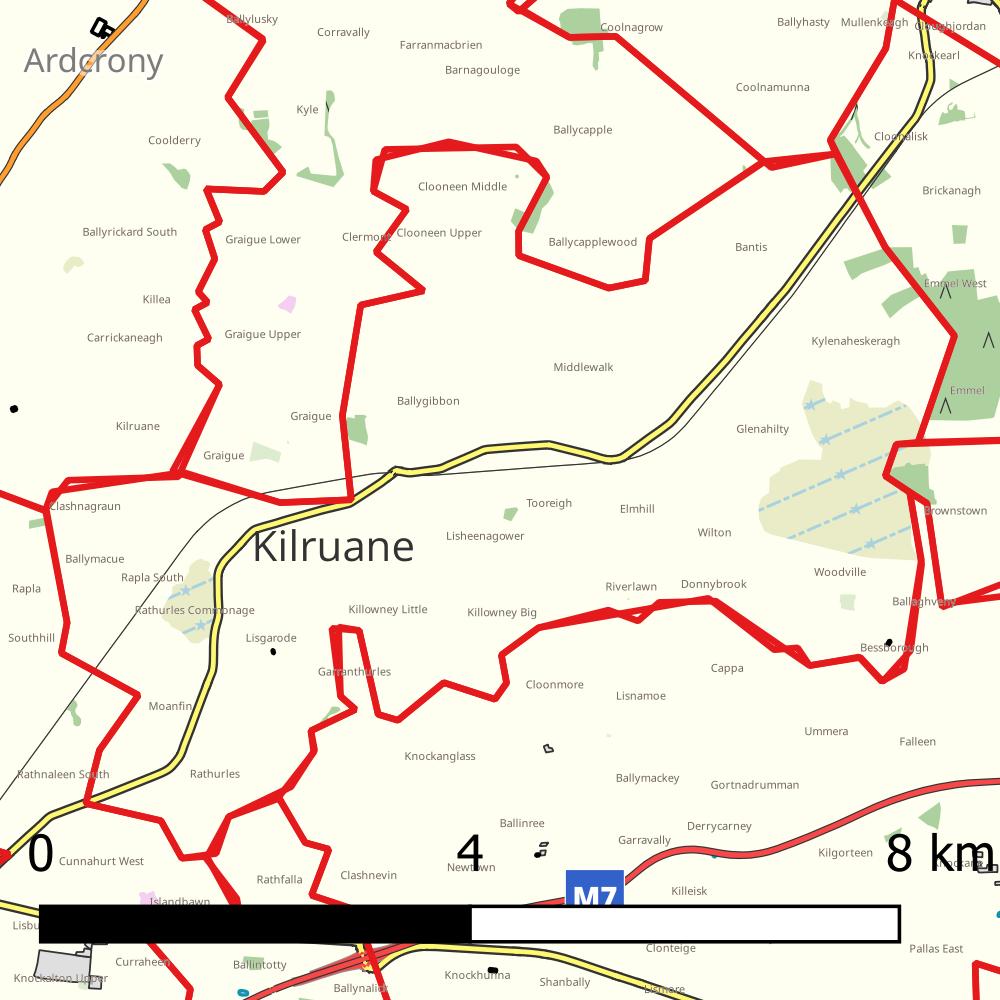 Ballylusky
Corravally
Farranmacbrien
Coolnagrow
Ballyhasty
Mullenkeagh
Cloughjordan
Ardcrony
Barnagouloge
Knockearl
Coolnamunna
Kyle
Coolderry
Ballycapple
Cloonalisk
Clooneen Middle
Brickanagh
Ballyrickard South
Graigue Lower
Clermont
Clooneen Upper
Ballycapplewood
Bantis
Emmel West
Killea
Carrickaneagh
Graigue Upper
Kylenaheskeragh
Middlewalk
Emmel
Ballygibbon
Graigue
Kilruane
Glenahilty
Graigue
Clashnagraun
Tooreigh
Elmhill
Brownstown
Lisheenagower
Wilton
Kilruane
Ballymacue
Rapla South
Woodville
Rapla
Riverlawn
Donnybrook
Ballaghveny
Rathurles Commonage
Killowney Little
Killowney Big
Southhill
Lisgarode
Bessborough
Garranthurles
Cappa
Cloonmore
Lisnamoe
Moanfin
Ummera
Falleen
Knockanglass
Rathnaleen South
Rathurles
Ballymackey
Gortnadrumman
Ballinree
Derrycarney
Garravally
Kilgorteen
0
4
8 km
Cunnahurt West
Newtown
Clashnevin
Rathfalla
Killeisk
M7
Islandbawn
Clonteige
Pallas East
Curraheen
Ballintotty
Knockalton Upper
Knockhunna
Shanbally
Ballynalick
Lismore